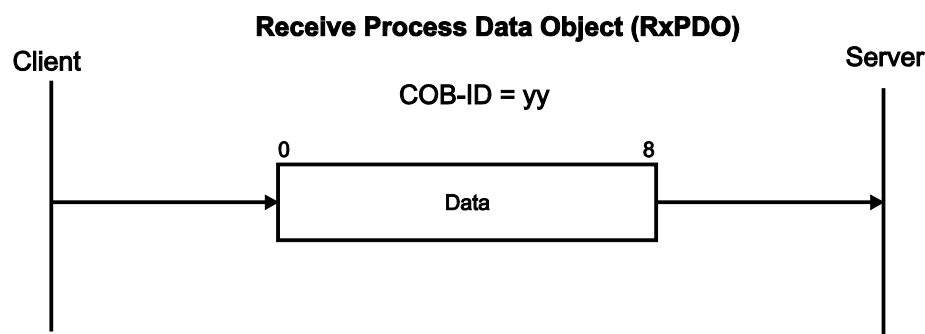 Receive Process Data Object (RxPDO)
Client
Server
COB-ID = yy
0
8
Data